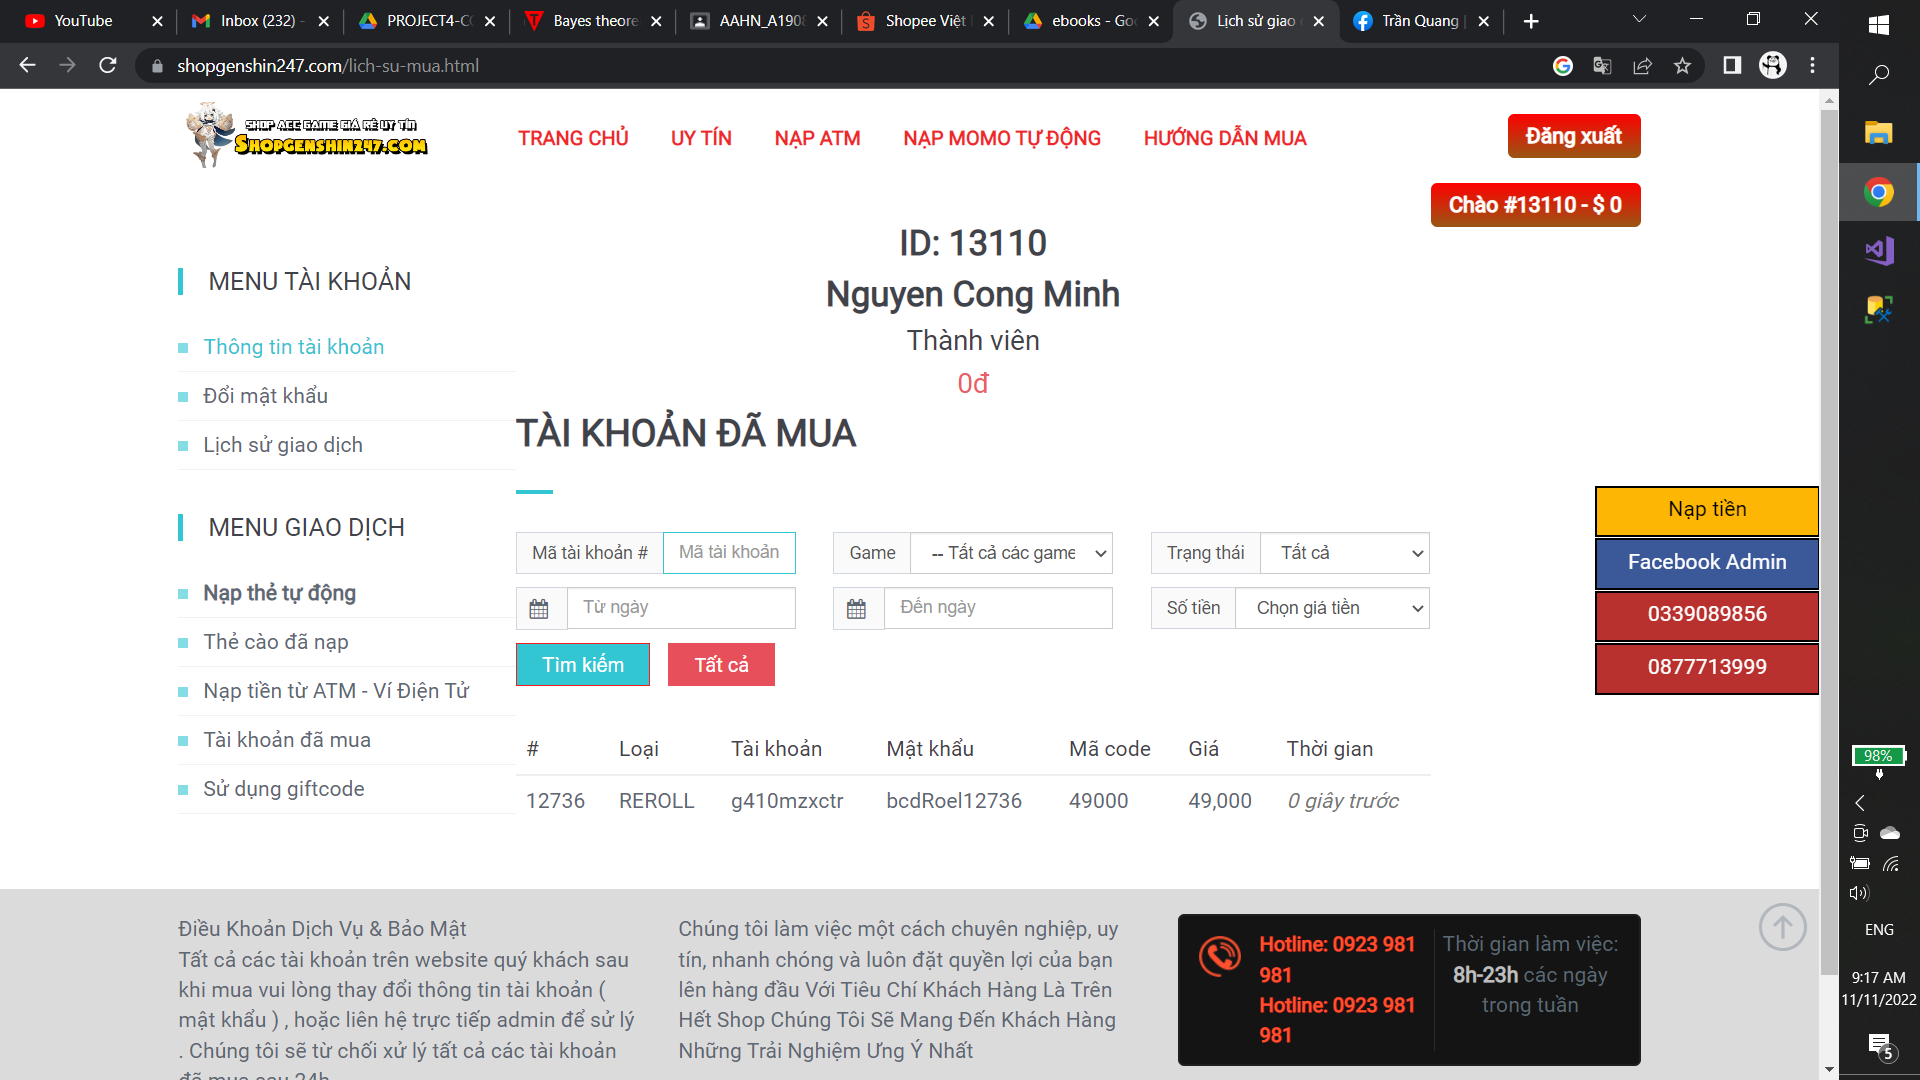 YouTube
Inbox (232) -
PROJECT4-CC
Bayes theore
AAHN_A1908
Shopee Việt
ebooks - Goo
Lịch sử giao
Trần Quang
shopgenshin247.com/lich-su-mua.html
SHOP ACC GAME GIÁ RẺ UY TÍN
SHOPGENSHIN247.COM
TRANG CHỦ
UY TÍN
NẠP ATM
NẠP MOMO TỰ ĐỘNG
HƯỚNG DẪN MUA
Đăng xuất
Chào #13110 - $ 0
ID: 13110
Nguyen Cong Minh
Thành viên
0đ
MENU TÀI KHOẢN
Thông tin tài khoản
Đổi mật khẩu
Lịch sử giao dịch
MENU GIAO DỊCH
Nạp thẻ tự động
Thẻ cào đã nạp
Nạp tiền từ ATM - Ví Điện Tử
Tài khoản đã mua
Sử dụng giftcode
TÀI KHOẢN ĐÃ MUA
Mã tài khoản # Mã tài khoản
Game -- Tất cả các game
Trạng thái Tất cả
Từ ngày
Đến ngày
Số tiền Chọn giá tiền
Tìm kiếm
Tất cả
# Loại Tài khoản Mật khẩu Mã code Giá Thời gian
12736 REROLL g410mzxctr bcdRoel12736 49000 49,000 0 giây trước
Nạp tiền
Facebook Admin
0339089856
0877713999
Điều Khoản Dịch Vụ & Bảo Mật
Tất cả các tài khoản trên website quý khách sau
khi mua vui lòng thay đổi thông tin tài khoản (
mật khẩu ) , hoặc liên hệ trực tiếp admin để sử lý
. Chúng tôi sẽ từ chối xử lý tất cả các tài khoản
đã mua sau 24h
Chúng tôi làm việc một cách chuyên nghiệp, uy
tín, nhanh chóng và luôn đặt quyền lợi của bạn
lên hàng đầu Với Tiêu Chí Khách Hàng Là Trên
Hết Shop Chúng Tôi Sẽ Mang Đến Khách Hàng
Những Trải Nghiệm Ưng Ý Nhất
Hotline: 0923 981
981
Hotline: 0923 981
981
Thời gian làm việc:
8h-23h các ngày
trong tuần
98%
ENG
9:17 AM
11/11/2022
5